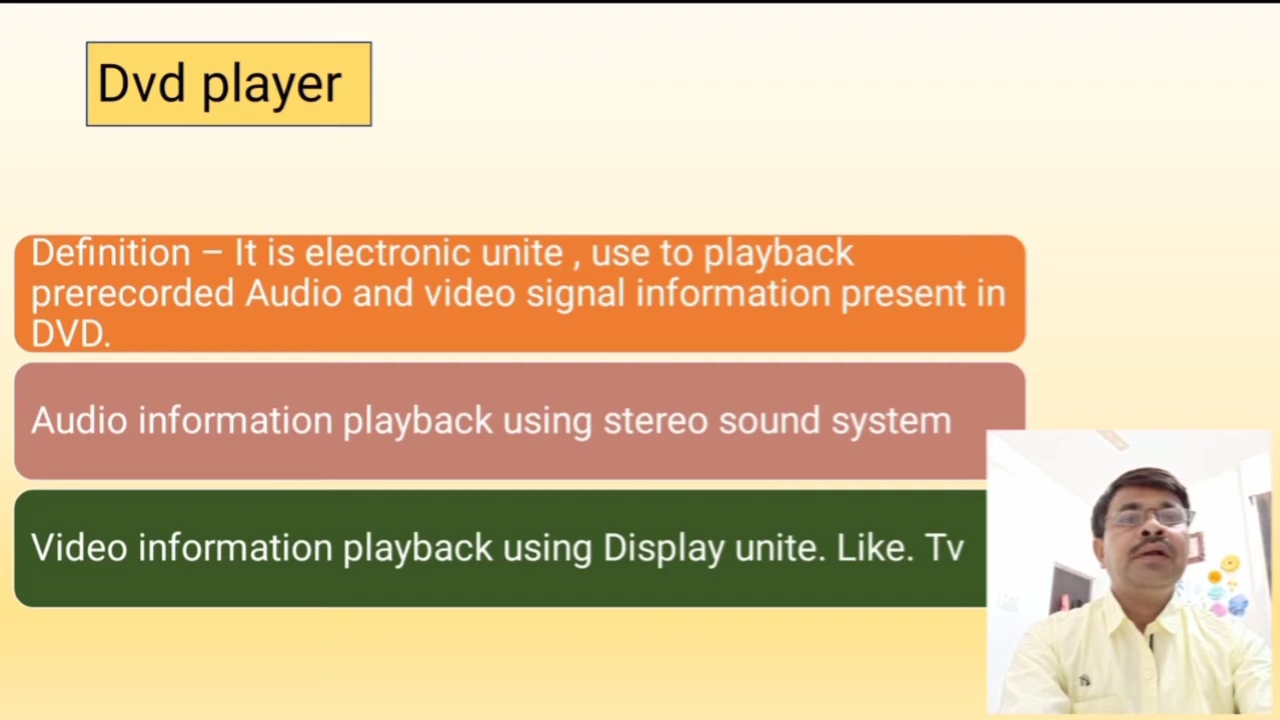 Dvd player
Definition – It is electronic unite , use to playback
prerecorded Audio and video signal information present in
DVD.
Audio information playback using stereo sound system
Video information playback using Display unite. Like. Tv